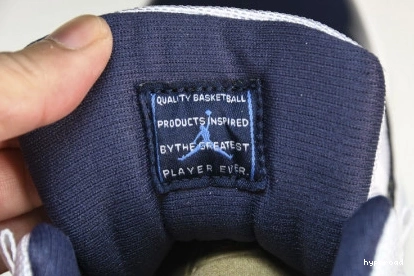 QUALITY BASKETBALL
PRODUCTS INSPIRED
BY THE GREATEST
PLAYER EVER.